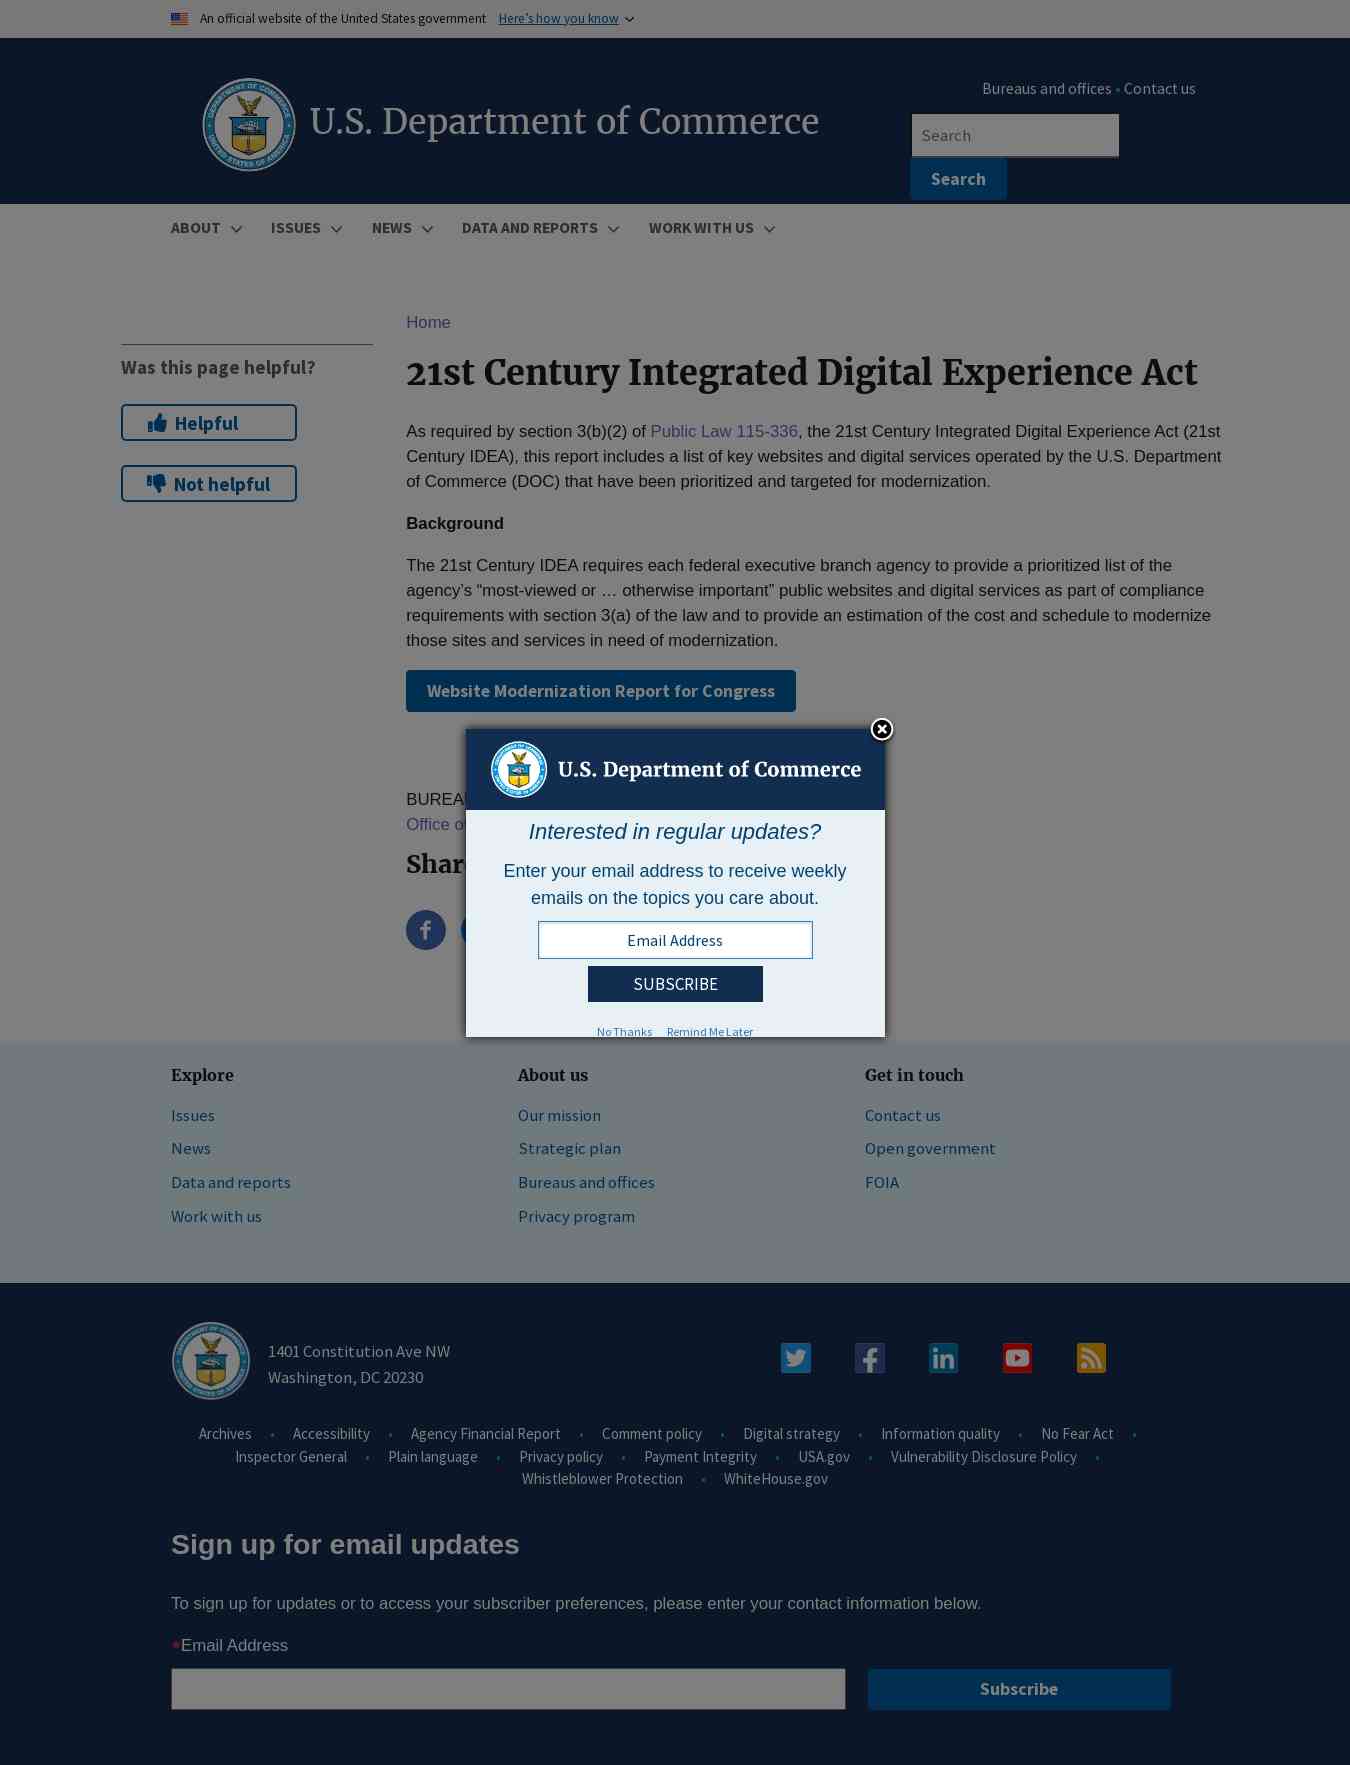 An official website of the United States government Here's how you know
Bureaus and offices • Contact us
U.S. Department of Commerce
Search
Search
ABOUT ISSUES NEWS DATA AND REPORTS WORK WITH US
Home
Was this page helpful?
Helpful
Not helpful
21st Century Integrated Digital Experience Act
As required by section 3(b)(2) of Public Law 115-336, the 21st Century Integrated Digital Experience Act (21st
Century IDEA), this report includes a list of key websites and digital services operated by the U.S. Department
of Commerce (DOC) that have been prioritized and targeted for modernization.
Background
The 21st Century IDEA requires each federal executive branch agency to provide a prioritized list of the
agency's “most-viewed or … otherwise important” public websites and digital services as part of compliance
requirements with section 3(a) of the law and to provide an estimation of the cost and schedule to modernize
those sites and services in need of modernization.
Website Modernization Report for Congress
Office
U.S. Department of Commerce
Interested in regular updates?
Enter your email address to receive weekly
emails on the topics you care about.
Email Address
SUBSCRIBE
No Thanks Remind Me Later
Explore
Issues
News
Data and reports
Work with us
About us
Our mission
Strategic plan
Bureaus and offices
Privacy program
Get in touch
Contact us
Open government
FOIA
1401 Constitution Ave NW
Washington, DC 20230
Archives • Accessibility • Agency Financial Report • Comment policy • Digital strategy • Information quality • No Fear Act •
Inspector General • Plain language • Privacy policy • Payment Integrity • USA.gov • Vulnerability Disclosure Policy •
Whistleblower Protection • WhiteHouse.gov
Sign up for email updates
To sign up for updates or to access your subscriber preferences, please enter your contact information below.
*Email Address
Subscribe